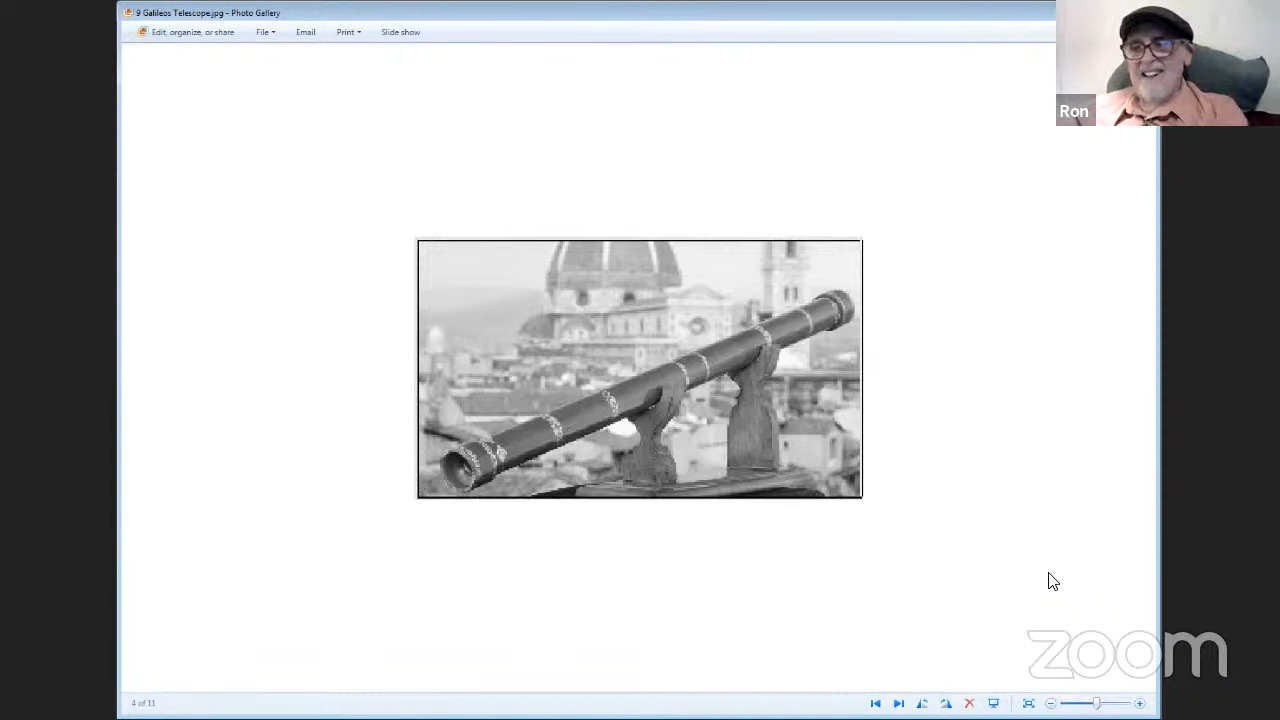 9 Galileos Telescope.jpg - Photo Gallery
Edit, organize, or share File Email Print Slide show
Ron
zoom
4 of 11